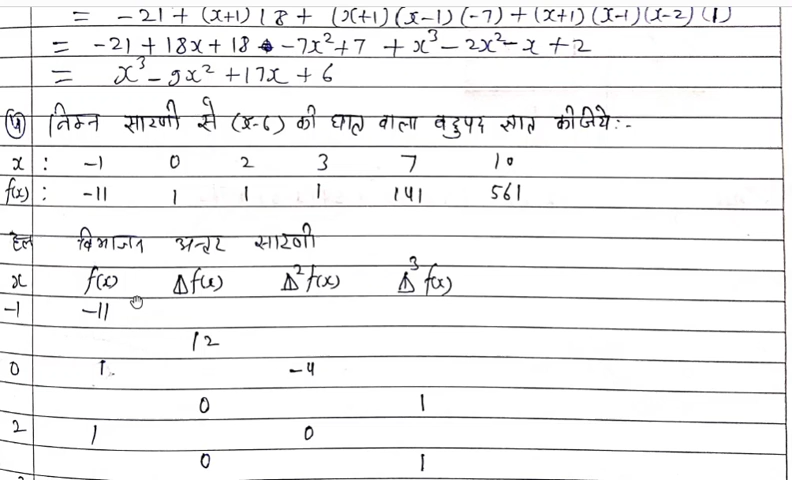 = -21 + (x+1)18 + (x+1)(x-1)(-7) + (x+1)(x-1)(x-2)(1)
= -21 + 18x + 18 - 7x² + 7 + x³ - 2x² - x + 2
= x³ - 9x² + 17x + 6
निम्न सारणी से (x-6) की घात वाला बहुपद ज्ञात कीजिये:-
x : -1 0 2 3 7 10
f(x) : -11 1 1 1 141 561
हल विभाजित अन्तर सारणी
x f(x) Δf(x) Δ²f(x) Δ³f(x)
-1 -11
12
0 1 -4
0 1
2 1 0
0 1